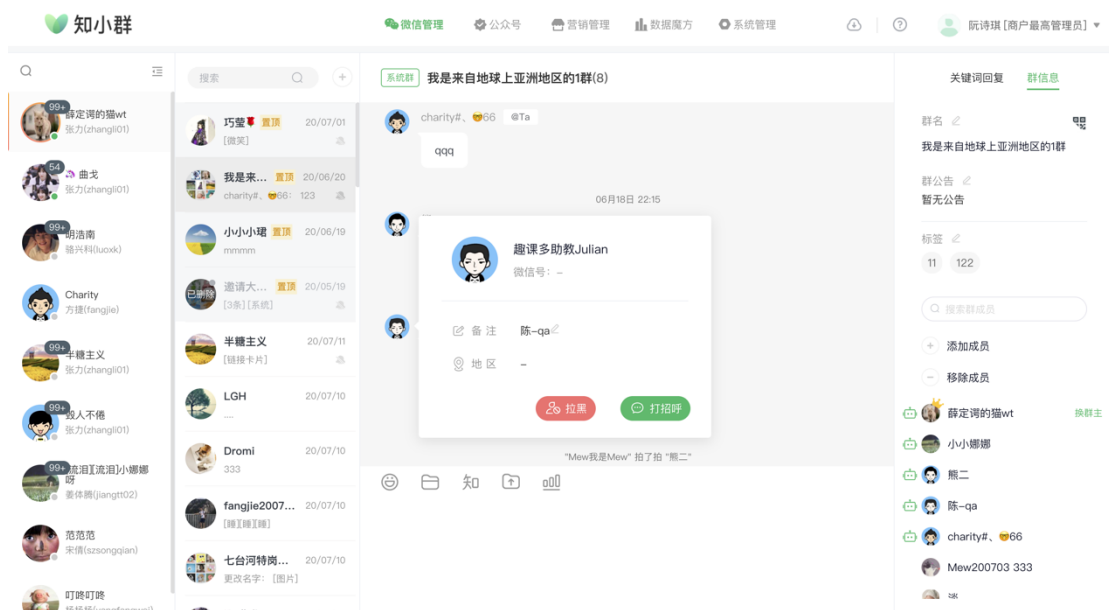 知小群
微信管理
公众号
营销管理
数据魔方
系统管理
阮诗琪 [商户最高管理员]
99+
薛定谔的猫wt
张力(zhangli01)
54
曲戈
张力(zhangli01)
99+
明浩南
骆兴科(luoxk)
Charity
方捷(fangjie)
99+
半糖主义
张力(zhangli01)
99+
毁人不倦
张力(zhangli01)
99+
流泪][流泪]小娜娜
呀
姜体腾(jiangtt02)
范范范
宋倩(szsongqian)
叮咚叮咚
搜索
巧莹 置顶 20/07/01
[微笑]
我是来... 置顶 20/06/20
charity#、66: 123
小小小珺 置顶 20/06/19
mmmm
已删除
邀请大... 置顶 20/05/19
[3条] [系统]
半糖主义 20/07/11
[链接卡片]
LGH 20/07/10
....
Dromi 20/07/10
333
fangjie2007... 20/07/10
[睡][睡][睡]
七台河特岗... 20/07/10
更改名字: [图片]
系统群 我是来自地球上亚洲地区的1群(8)
charity#、66 @Ta
qqq
06月18日 22:15
趣课多助教Julian
微信号: –
备注 陈–qa
地区 –
拉黑
打招呼
"Mew我是Mew" 拍了拍 "熊二"
知
关键词回复 群信息
群名
我是来自地球上亚洲地区的1群
群公告
暂无公告
标签
11 122
搜索群成员
添加成员
移除成员
薛定谔的猫wt 换群主
小小娜娜
熊二
陈–qa
charity#、66
Mew200703 333